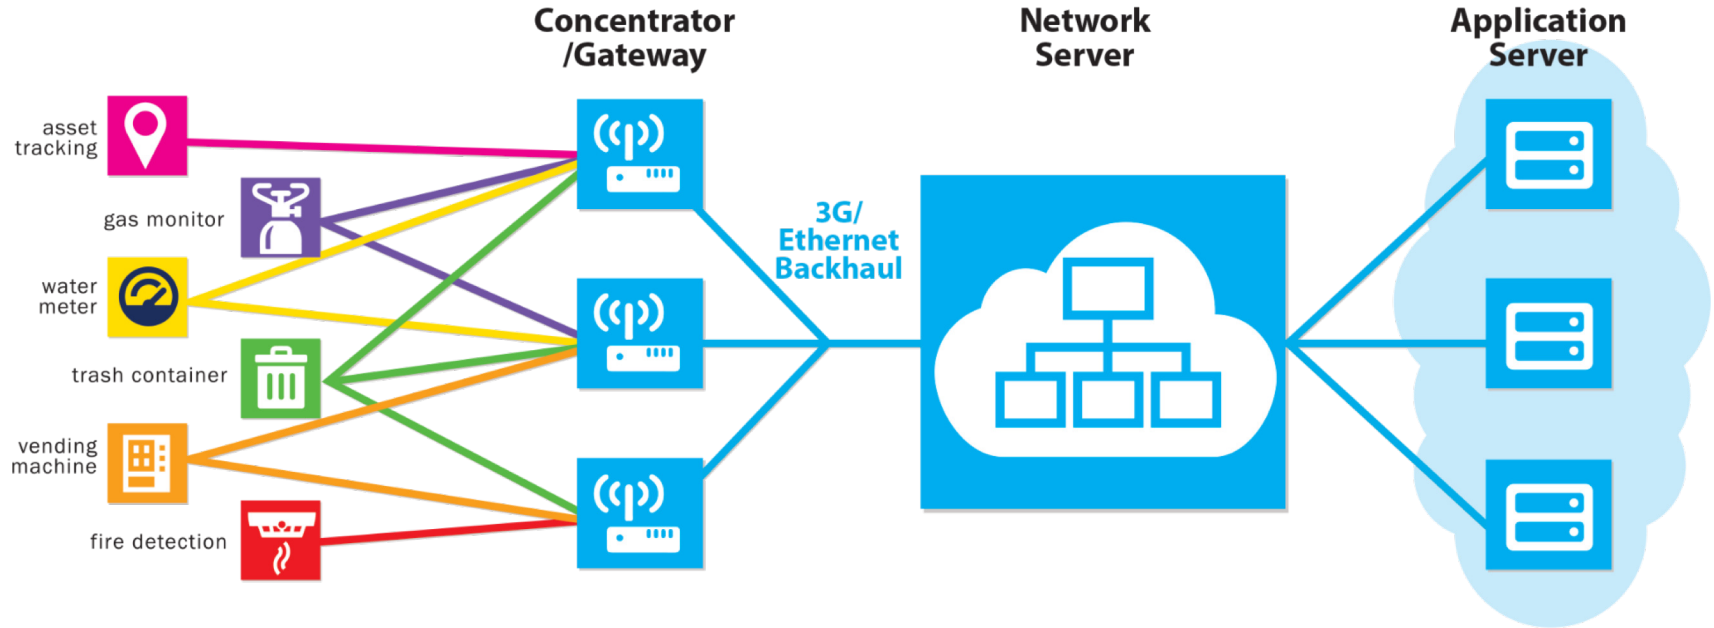 Concentrator
/Gateway
Network
Server
Application
Server
asset
tracking
gas monitor
water
meter
trash container
vending
machine
fire detection
3G/
Ethernet
Backhaul